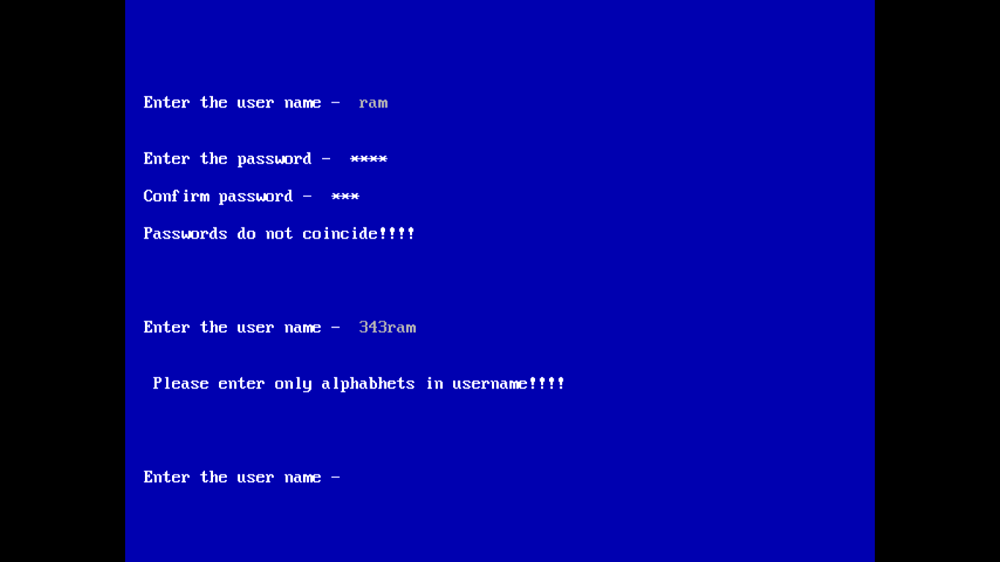 Enter the user name -  ram
Enter the password -  ****
Confirm password -  ***
Passwords do not coincide!!!!
Enter the user name -  343ram
Please enter only alphabhets in username!!!!
Enter the user name -